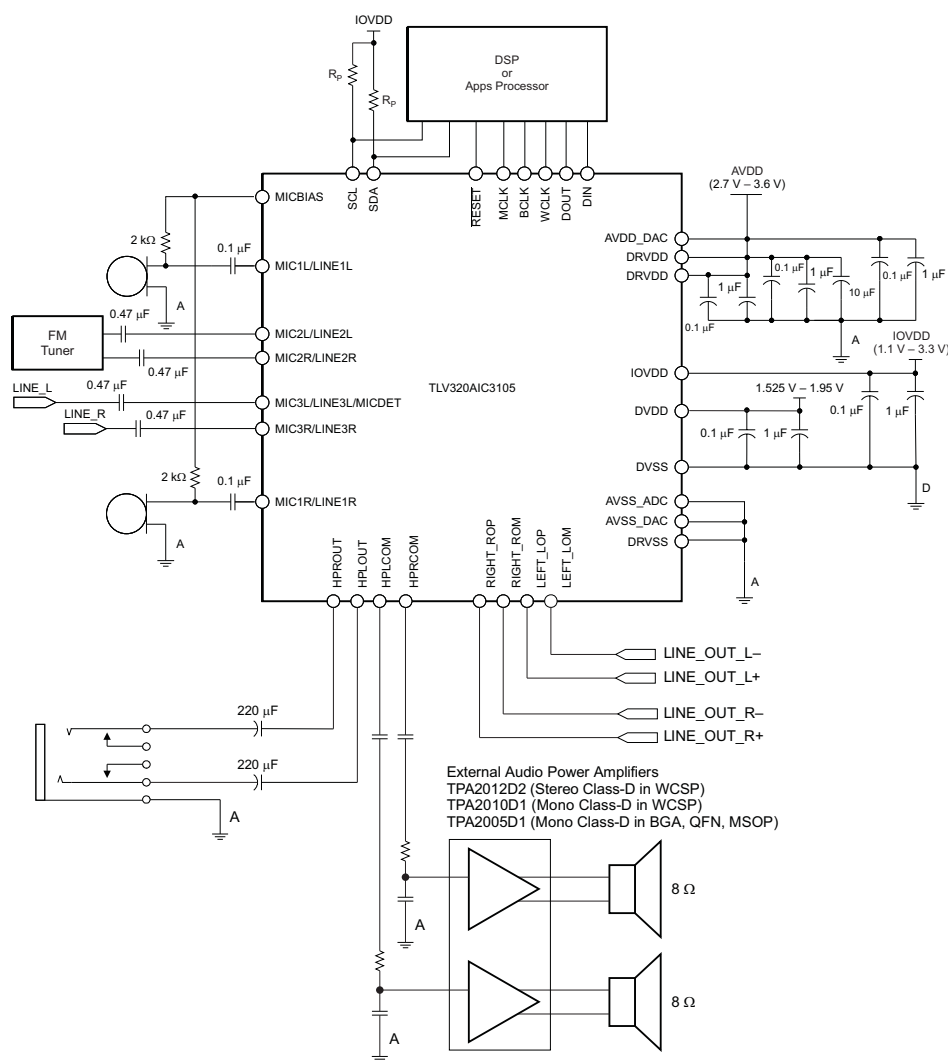 IOVDD
R_P
R_P
DSP
or
Apps Processor
SCL
SDA
RESET
MCLK
BCLK
WCLK
DOUT
DIN
AVDD
(2.7 V – 3.6 V)
MICBIAS
2 kΩ
0.1 μF
MIC1L/LINE1L
A
AVDD_DAC
DRVDD
DRVDD
0.1 μF
1 μF
0.1 μF
1 μF
10 μF
0.1 μF
1 μF
A
FM
Tuner
0.47 μF
MIC2L/LINE2L
0.47 μF
MIC2R/LINE2R
LINE_L
0.47 μF
MIC3L/LINE3L/MICDET
LINE_R
0.47 μF
MIC3R/LINE3R
TLV320AIC3105
IOVDD
(1.1 V – 3.3 V)
IOVDD
1.525 V – 1.95 V
DVDD
0.1 μF
1 μF
0.1 μF
1 μF
DVSS
D
2 kΩ
0.1 μF
MIC1R/LINE1R
A
AVSS_ADC
AVSS_DAC
DRVSS
A
HPROUT
HPLOUT
HPLCOM
HPRCOM
RIGHT_ROP
RIGHT_ROM
LEFT_LOP
LEFT_LOM
LINE_OUT_L–
LINE_OUT_L+
LINE_OUT_R–
LINE_OUT_R+
220 μF
220 μF
A
External Audio Power Amplifiers
TPA2012D2 (Stereo Class-D in WCSP)
TPA2010D1 (Mono Class-D in WCSP)
TPA2005D1 (Mono Class-D in BGA, QFN, MSOP)
8 Ω
A
8 Ω
A